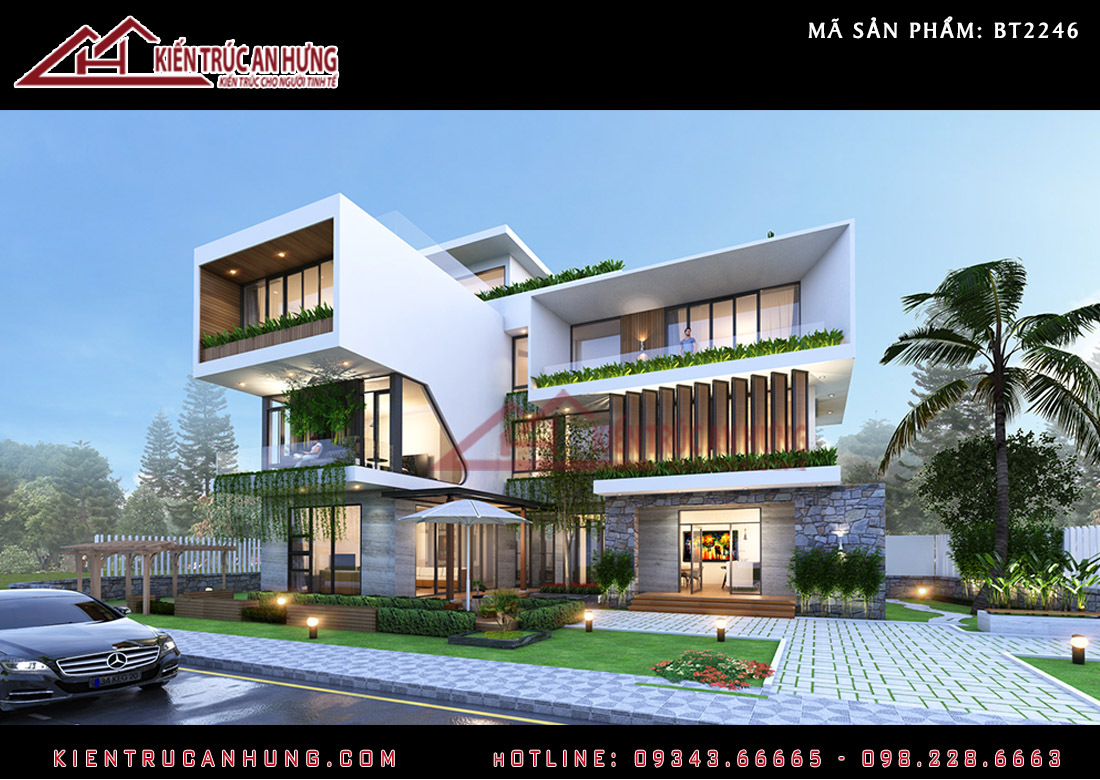 MÃ SẢN PHẨM: BT2246
KIẾN TRÚC AN HƯNG
KIẾN TRÚC CHO NGƯỜI TINH TẾ
KIENTRUCANHUNG.COM
HOTLINE: 09343.66665 - 098.228.6663